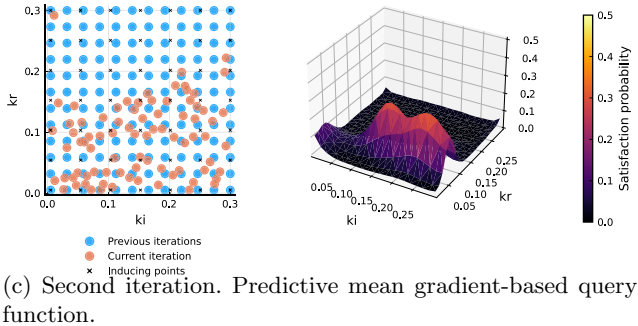 0.3
0.2
0.1
0.0
kr
0.0 0.1 0.2 0.3
ki
Previous iterations
Current iteration
Inducing points
0.5
0.4
0.3
0.2
0.1
0.0
0.05 0.10 0.15 0.20 0.25
ki
0.05 0.10 0.15 0.20 0.25
kr
0.5
0.4
0.3
0.2
0.1
0.0
Satisfaction probability
(c) Second iteration. Predictive mean gradient-based query
function.